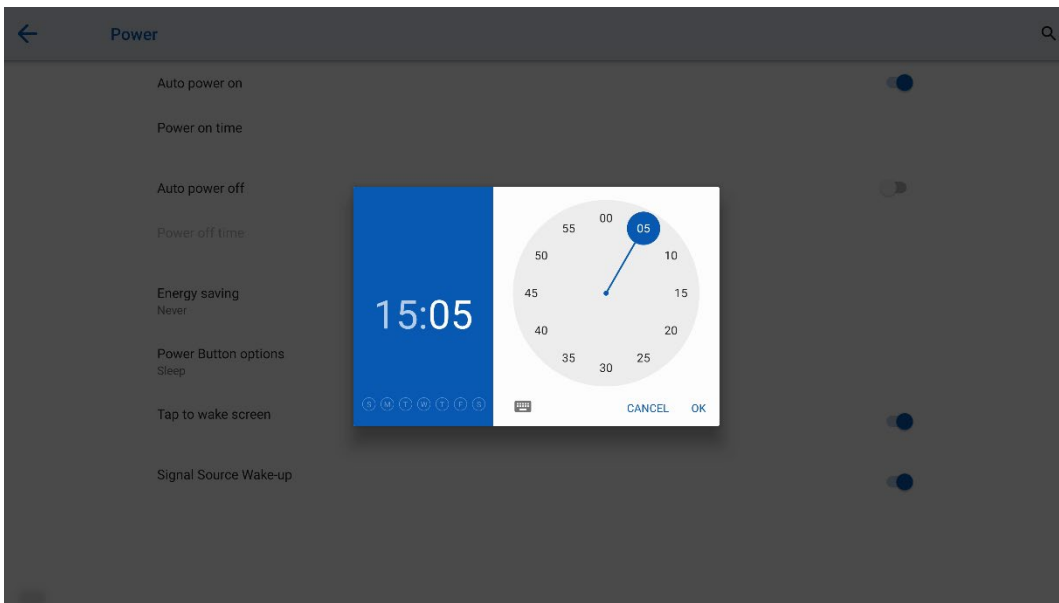 Power
Auto power on
Power on time
Auto power off
Power off time
Energy saving
Never
Power Button options
Sleep
Tap to wake screen
Signal Source Wake-up
15:05
S M T W T F S
00
05
10
15
20
25
30
35
40
45
50
55
CANCEL OK